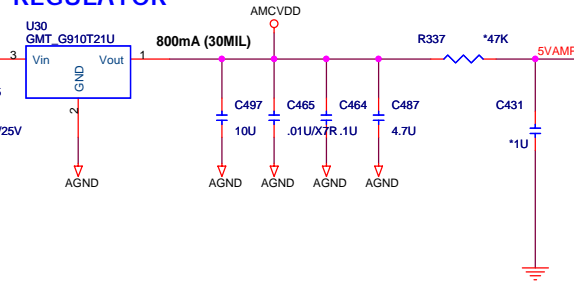 REGULATOR
AMCVDD
U30
GMT_G910T21U
800mA (30MIL)
R337
*47K
3
Vin
Vout
1
5VAMP
GND
C497
C465
C464
C487
C431
/25V
2
10U
.01U/X7R
.1U
4.7U
*1U
AGND
AGND
AGND
AGND
AGND